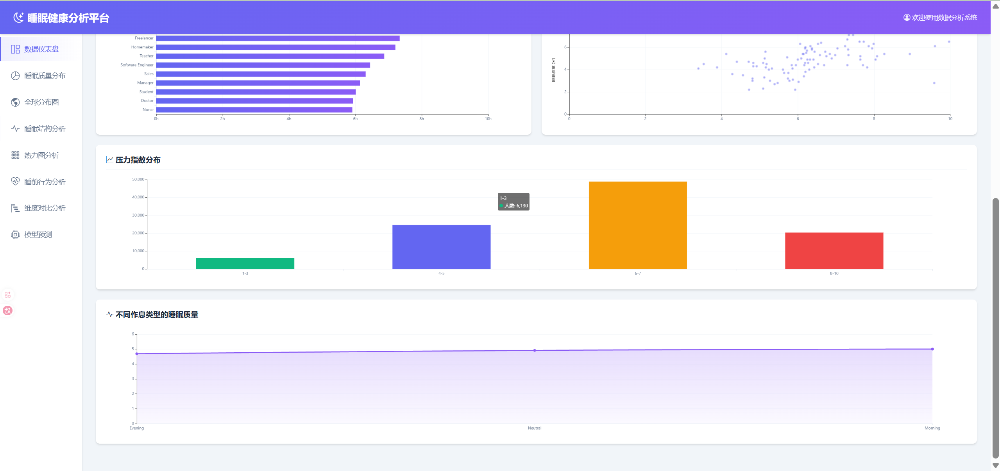 睡眠健康分析平台
欢迎使用数据分析系统
数据仪表盘
睡眠质量分布
全球分布图
睡眠结构分析
热力图分析
睡前行为分析
维度对比分析
模型预测
Freelancer
Homemaker
Teacher
Software Engineer
Sales
Manager
Student
Doctor
Nurse
0h 2h 4h 6h 8h 10h
睡眠质量 (分)
6
4
2
0
0 2 4 6 8 10
压力指数分布
50,000
40,000
30,000
20,000
10,000
0
1-3
人数: 6,130
1-3 4-5 6-7 8-10
不同作息类型的睡眠质量
6
5
4
3
2
1
0
Evening Neutral Morning